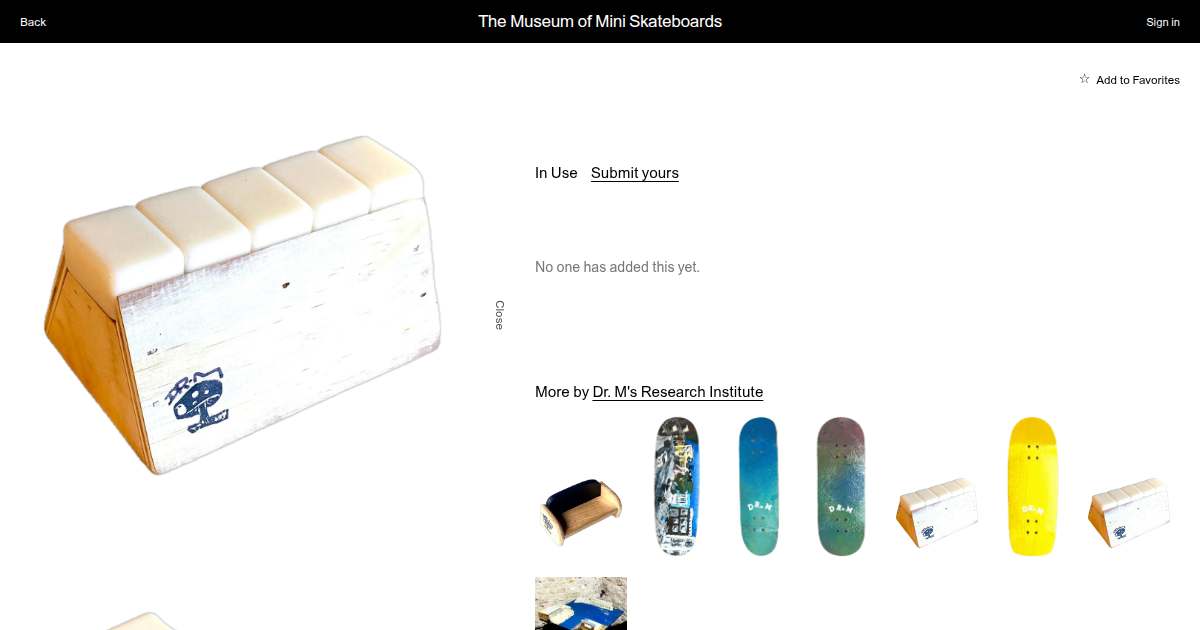 Back
The Museum of Mini Skateboards
Sign in
☆ Add to Favorites
In Use Submit yours
No one has added this yet.
Close
DR.M
More by Dr. M's Research Institute
DR.M
DR.M
DR.M